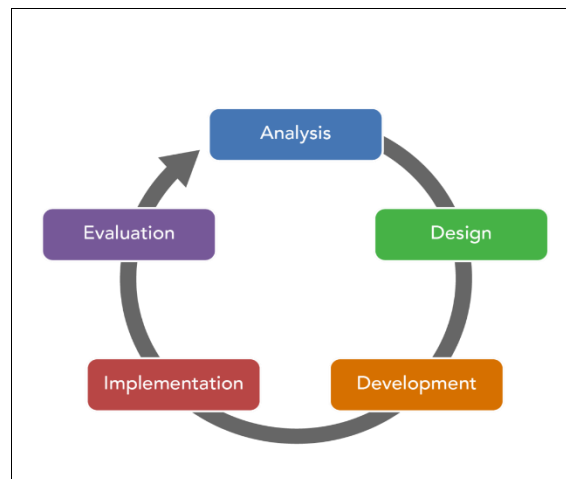 Analysis
Design
Development
Implementation
Evaluation